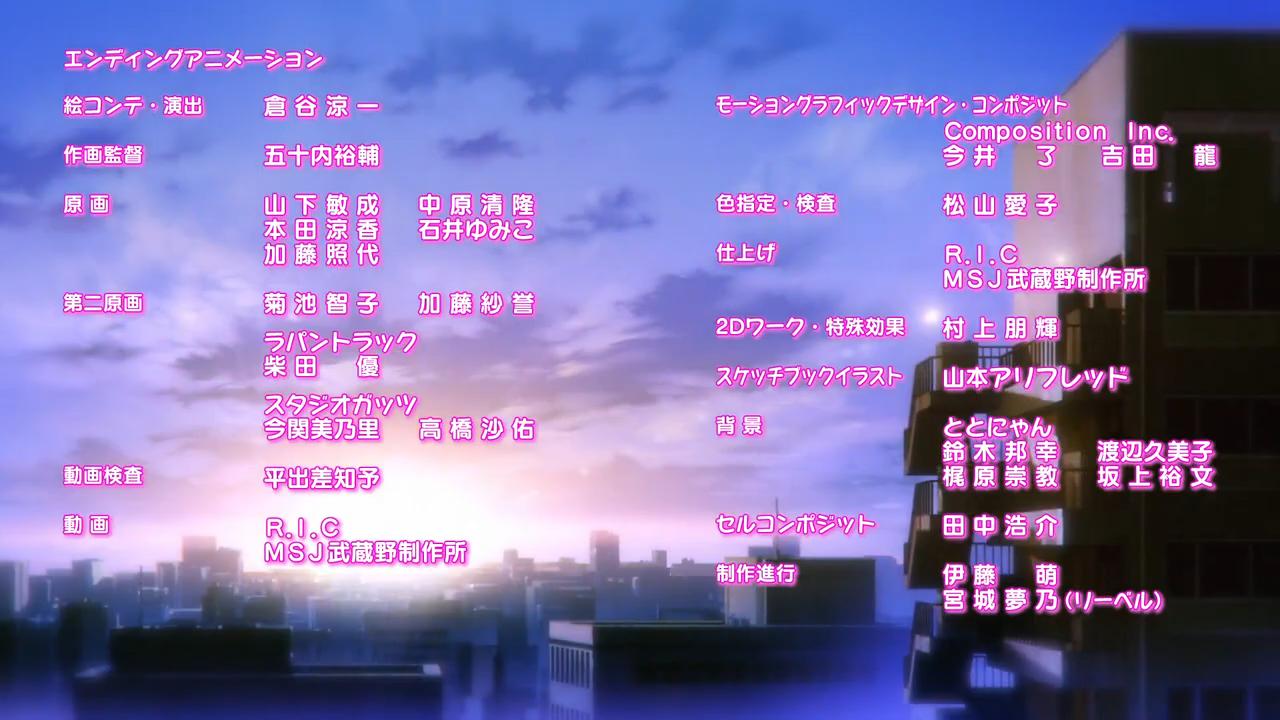 エンディングアニメーション
絵コンテ・演出 倉谷涼一
作画監督 五十内裕輔
原画 山下敏成 中原清隆
本田涼香 石井ゆみこ
加藤照代
第二原画 菊池智子 加藤紗誉
ラパントラック
柴田 優
スタジオガッツ
今関美乃里 高橋沙佑
動画検査 平出差知予
動画 R.I.C
MSJ武蔵野制作所
モーショングラフィックデザイン・コンポジット
Composition Inc.
今井 了 吉田 龍
色指定・検査 松山愛子
仕上げ R.I.C
MSJ武蔵野制作所
2Dワーク・特殊効果 村上朋輝
スケッチブックイラスト 山本アリフレッド
背景 ととにゃん
鈴木邦幸 渡辺久美子
梶原崇教 坂上裕文
セルコンポジット 田中浩介
制作進行 伊藤 萌
宮城夢乃(リーベル)